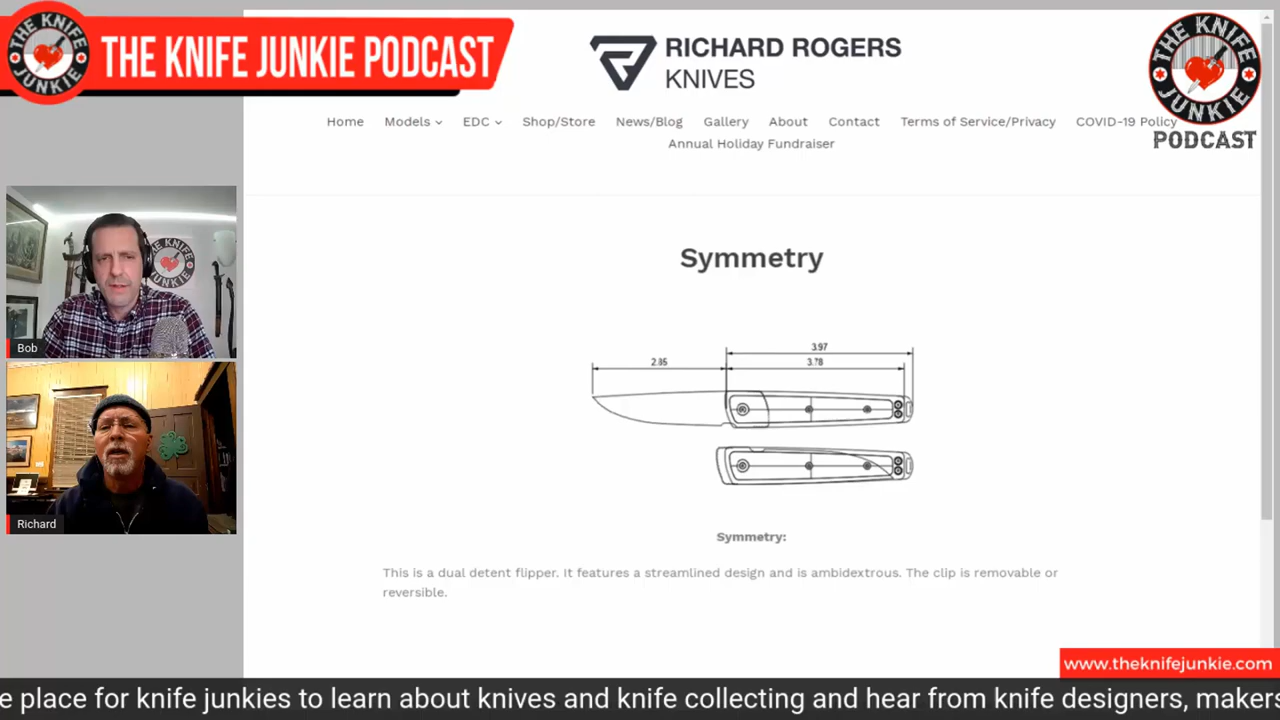 THE KNIFE JUNKIE
THE KNIFE JUNKIE PODCAST
RICHARD ROGERS
KNIVES
THE KNIFE JUNKIE
PODCAST
Home Models EDC Shop/Store News/Blog Gallery About Contact Terms of Service/Privacy COVID-19 Policy
Annual Holiday Fundraiser
Symmetry
THE KNIFE JUNKIE
Bob
3.97
2.85
3.78
Richard
Symmetry:
This is a dual detent flipper. It features a streamlined design and is ambidextrous. The clip is removable or
reversible.
www.theknifejunkie.com
e place for knife junkies to learn about knives and knife collecting and hear from knife designers, makers